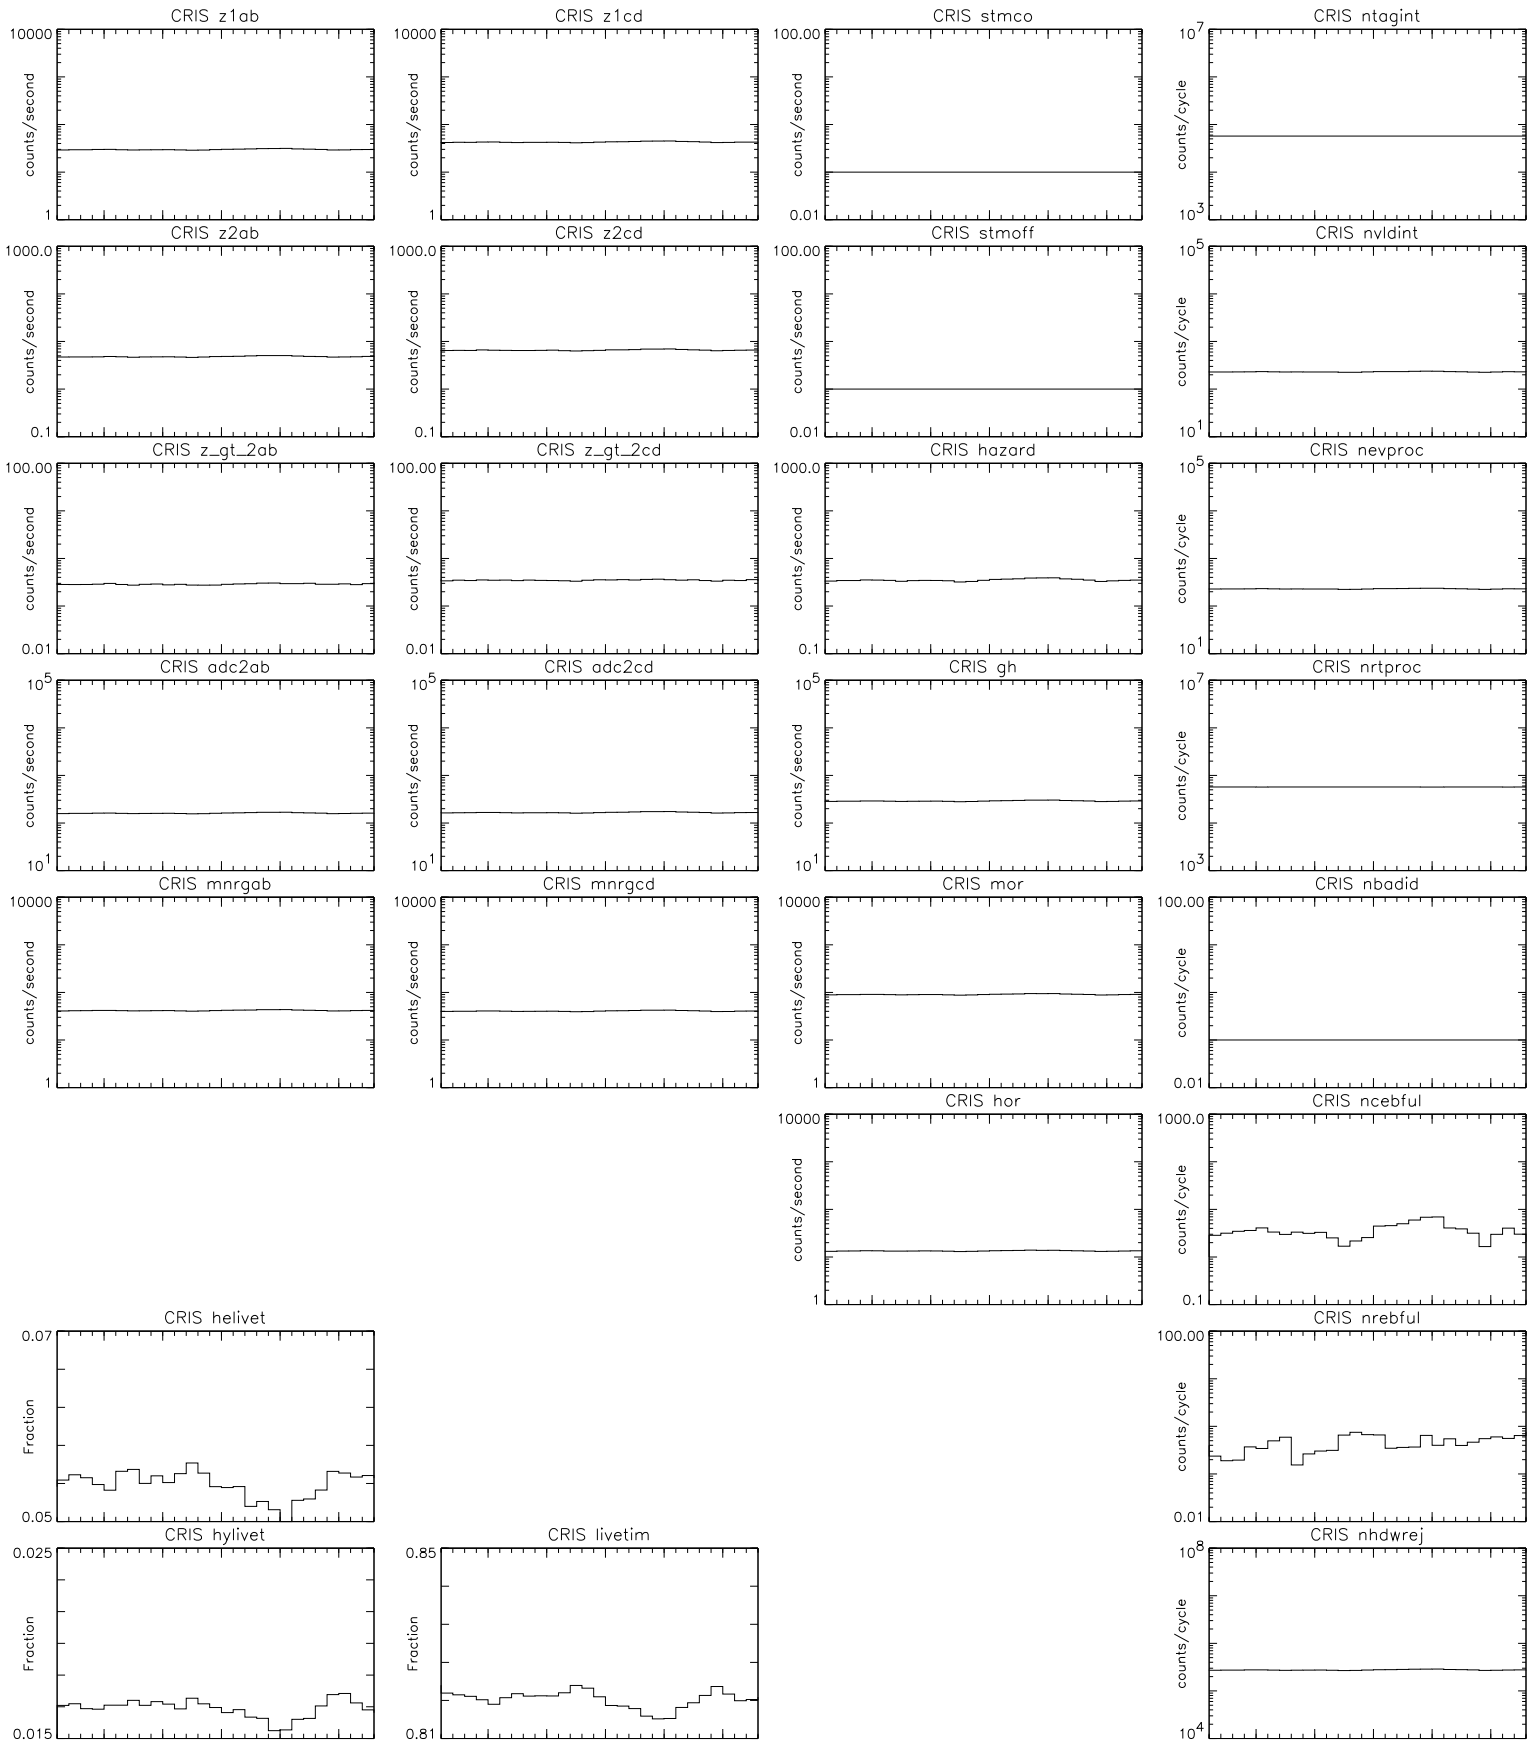 CRIS z1ab
10000
counts/second
1
CRIS z1cd
10000
counts/second
1
CRIS stmco
100.00
counts/second
0.01
CRIS ntagint
10^7
counts/cycle
10^3
CRIS z2ab
1000.0
counts/second
0.1
CRIS z2cd
1000.0
counts/second
0.1
CRIS stmoff
100.00
counts/second
0.01
CRIS nvldint
10^5
counts/cycle
10^1
CRIS z_gt_2ab
100.00
counts/second
0.01
CRIS z_gt_2cd
100.00
counts/second
0.01
CRIS hazard
1000.0
counts/second
0.1
CRIS nevproc
10^5
counts/cycle
10^1
CRIS adc2ab
10^5
counts/second
10^1
CRIS adc2cd
10^5
counts/second
10^1
CRIS gh
10^5
counts/second
10^1
CRIS nrtproc
10^7
counts/cycle
10^3
CRIS mnrgab
10000
counts/second
1
CRIS mnrgcd
10000
counts/second
1
CRIS mor
10000
counts/second
1
CRIS nbadid
100.00
counts/cycle
0.01
CRIS hor
10000
counts/second
1
CRIS ncebful
1000.0
counts/cycle
0.1
CRIS helivet
0.07
Fraction
0.05
CRIS nrebful
100.00
counts/cycle
0.01
CRIS hylivet
0.025
Fraction
0.015
CRIS livetim
0.85
Fraction
0.81
CRIS nhdwrej
10^8
counts/cycle
10^4